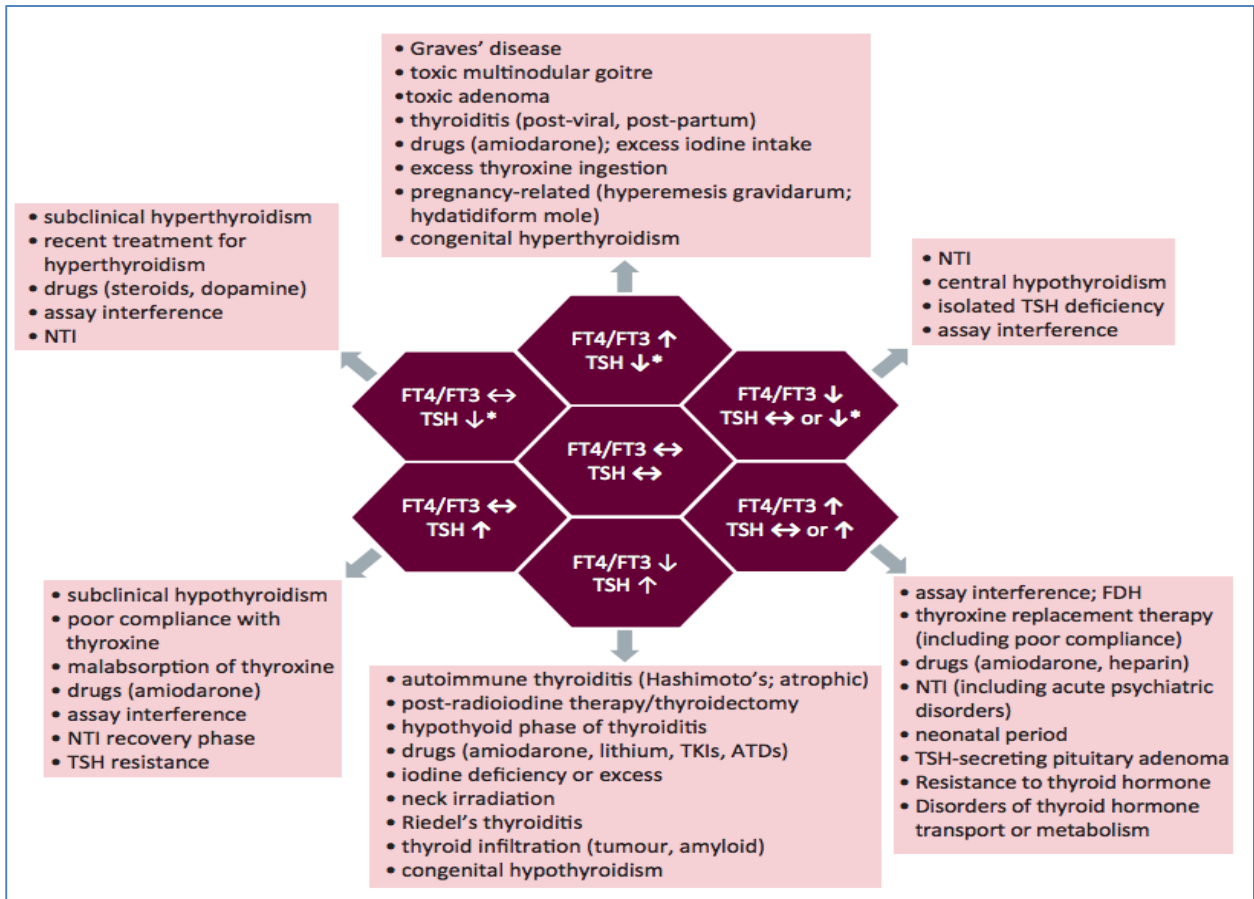 • Graves’ disease
• toxic multinodular goitre
•toxic adenoma
• thyroiditis (post-viral, post-partum)
• drugs (amiodarone); excess iodine intake
• excess thyroxine ingestion
• pregnancy-related (hyperemesis gravidarum;
hydatidiform mole)
• congenital hyperthyroidism
• subclinical hyperthyroidism
• recent treatment for
hyperthyroidism
• drugs (steroids, dopamine)
• assay interference
• NTI
• NTI
• central hypothyroidism
• isolated TSH deficiency
• assay interference
FT4/FT3 ↑
TSH ↓*
FT4/FT3 ↔
TSH ↓*
FT4/FT3 ↓
TSH ↔ or ↓*
FT4/FT3 ↔
TSH ↔
FT4/FT3 ↔
TSH ↑
FT4/FT3 ↑
TSH ↔ or ↑
FT4/FT3 ↓
TSH ↑
• subclinical hypothyroidism
• poor compliance with
thyroxine
• malabsorption of thyroxine
• drugs (amiodarone)
• assay interference
• NTI recovery phase
• TSH resistance
• autoimmune thyroiditis (Hashimoto’s; atrophic)
• post-radioiodine therapy/thyroidectomy
• hypothyoid phase of thyroiditis
• drugs (amiodarone, lithium, TKIs, ATDs)
• iodine deficiency or excess
• neck irradiation
• Riedel’s thyroiditis
• thyroid infiltration (tumour, amyloid)
• congenital hypothyroidism
• assay interference; FDH
• thyroxine replacement therapy
(including poor compliance)
• drugs (amiodarone, heparin)
• NTI (including acute psychiatric
disorders)
• neonatal period
• TSH-secreting pituitary adenoma
• Resistance to thyroid hormone
• Disorders of thyroid hormone
transport or metabolism